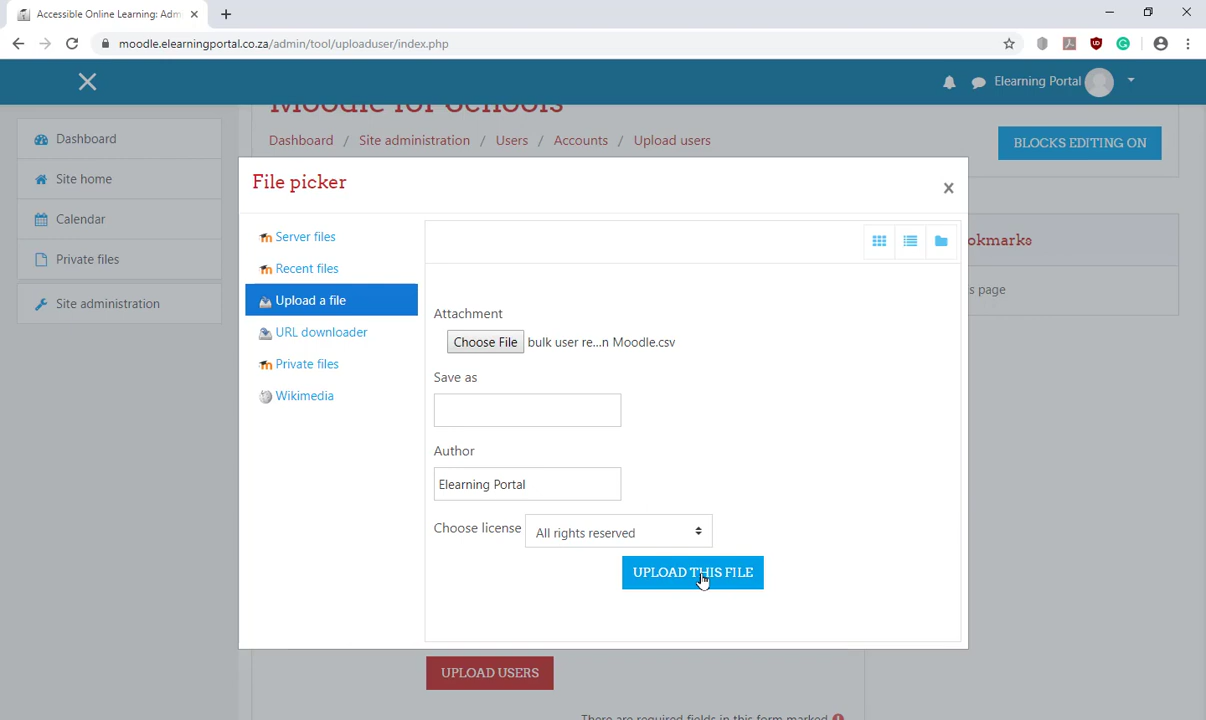 Accessible Online Learning: Adm
moodle.elearningportal.co.za/admin/tool/uploaduser/index.php
Elearning Portal
Moodle for Schools
Dashboard / Site administration / Users / Accounts / Upload users
BLOCKS EDITING ON
Dashboard
Site home
Calendar
Private files
Site administration
File picker
Server files
Recent files
Upload a file
URL downloader
Private files
Wikimedia
Attachment
Choose File bulk user re...n Moodle.csv
Save as
Author
Elearning Portal
Choose license All rights reserved
UPLOAD THIS FILE
okmarks
s page
UPLOAD USERS
There are required fields in this form marked